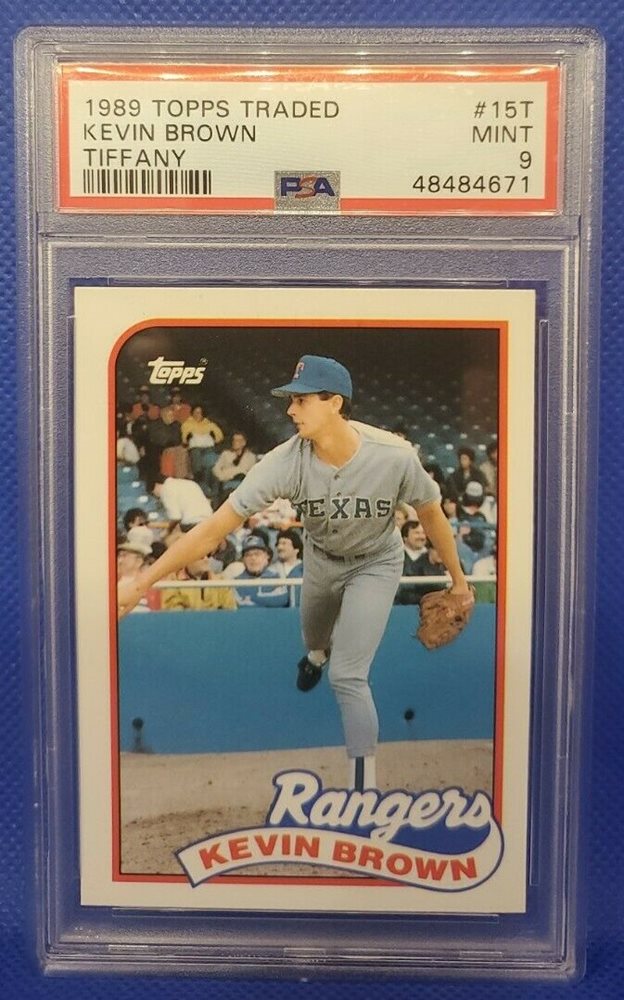 1989 TOPPS TRADED #15T
KEVIN BROWN MINT
TIFFANY 9
PSA 48484671
TOPPS
TEXAS
Rangers
KEVIN BROWN